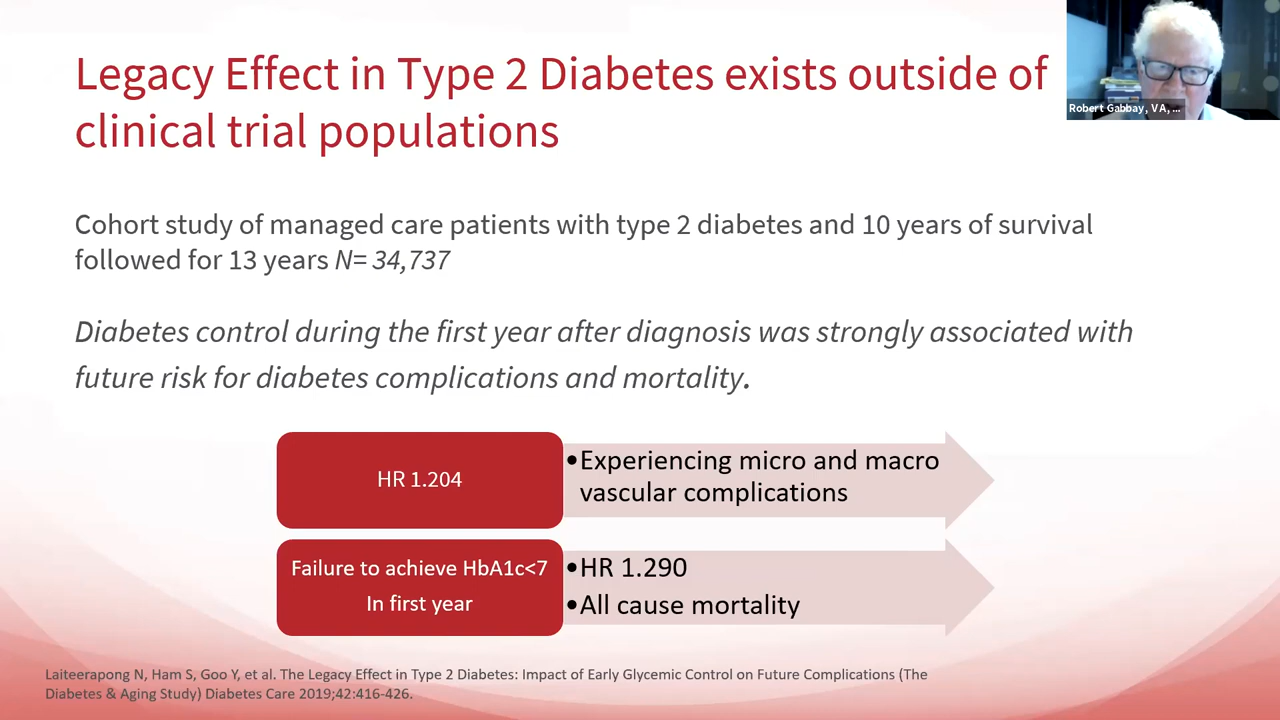 Legacy Effect in Type 2 Diabetes exists outside of
clinical trial populations
Robert Gabbay, VA, ...
Cohort study of managed care patients with type 2 diabetes and 10 years of survival
followed for 13 years N= 34,737
Diabetes control during the first year after diagnosis was strongly associated with
future risk for diabetes complications and mortality.
HR 1.204
•Experiencing micro and macro
vascular complications
Failure to achieve HbA1c<7
In first year
•HR 1.290
•All cause mortality
Laiteerapong N, Ham S, Goo Y, et al. The Legacy Effect in Type 2 Diabetes: Impact of Early Glycemic Control on Future Complications (The
Diabetes & Aging Study) Diabetes Care 2019;42:416-426.